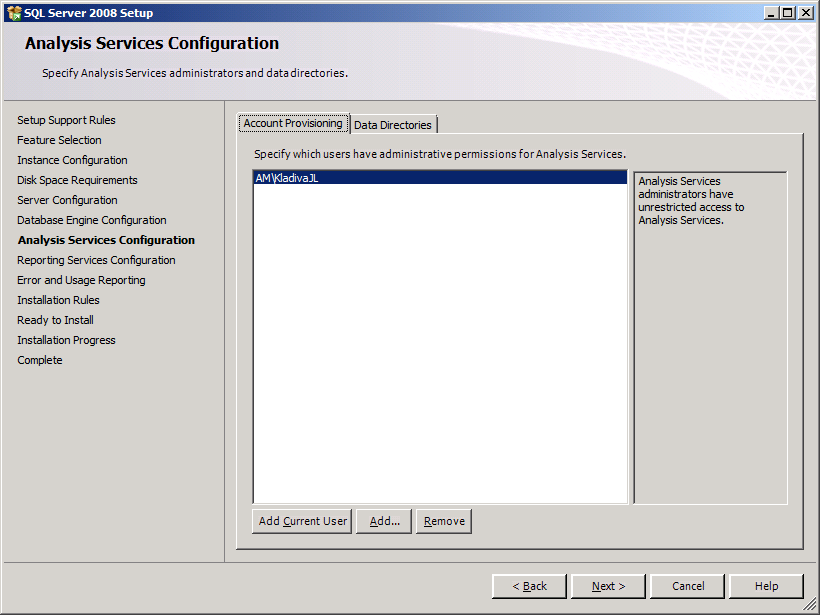 SQL Server 2008 Setup
Analysis Services Configuration
Specify Analysis Services administrators and data directories.
Setup Support Rules
Feature Selection
Instance Configuration
Disk Space Requirements
Server Configuration
Database Engine Configuration
Analysis Services Configuration
Reporting Services Configuration
Error and Usage Reporting
Installation Rules
Ready to Install
Installation Progress
Complete
Account Provisioning
Data Directories
Specify which users have administrative permissions for Analysis Services.
AM\KladivaJL
Analysis Services
administrators have
unrestricted access to
Analysis Services.
Add Current User
Add...
Remove
< Back
Next >
Cancel
Help